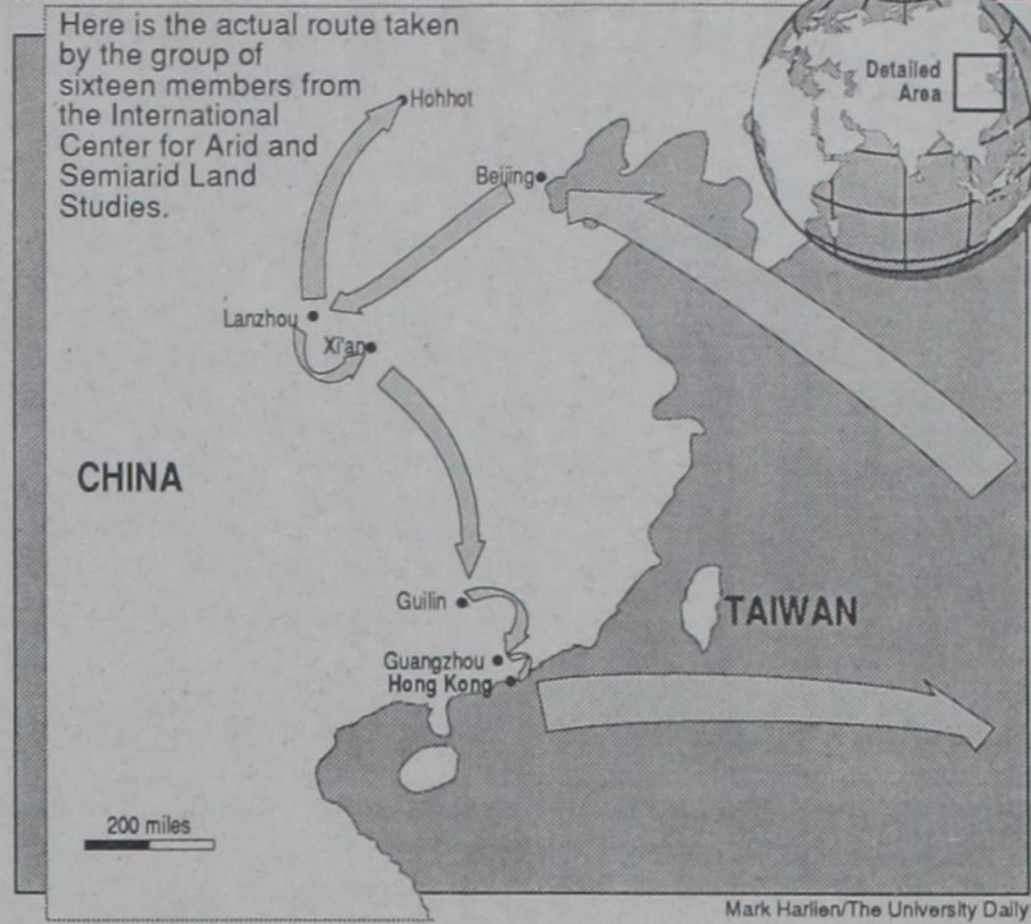 Here is the actual route taken
by the group of
sixteen members from
the International
Center for Arid and
Semiarid Land
Studies.
Detailed
Area
Hohhot
Beijing
Lanzhou
Xi'an
CHINA
Guilin
TAIWAN
Guangzhou
Hong Kong
200 miles
Mark Harlien/The University Daily